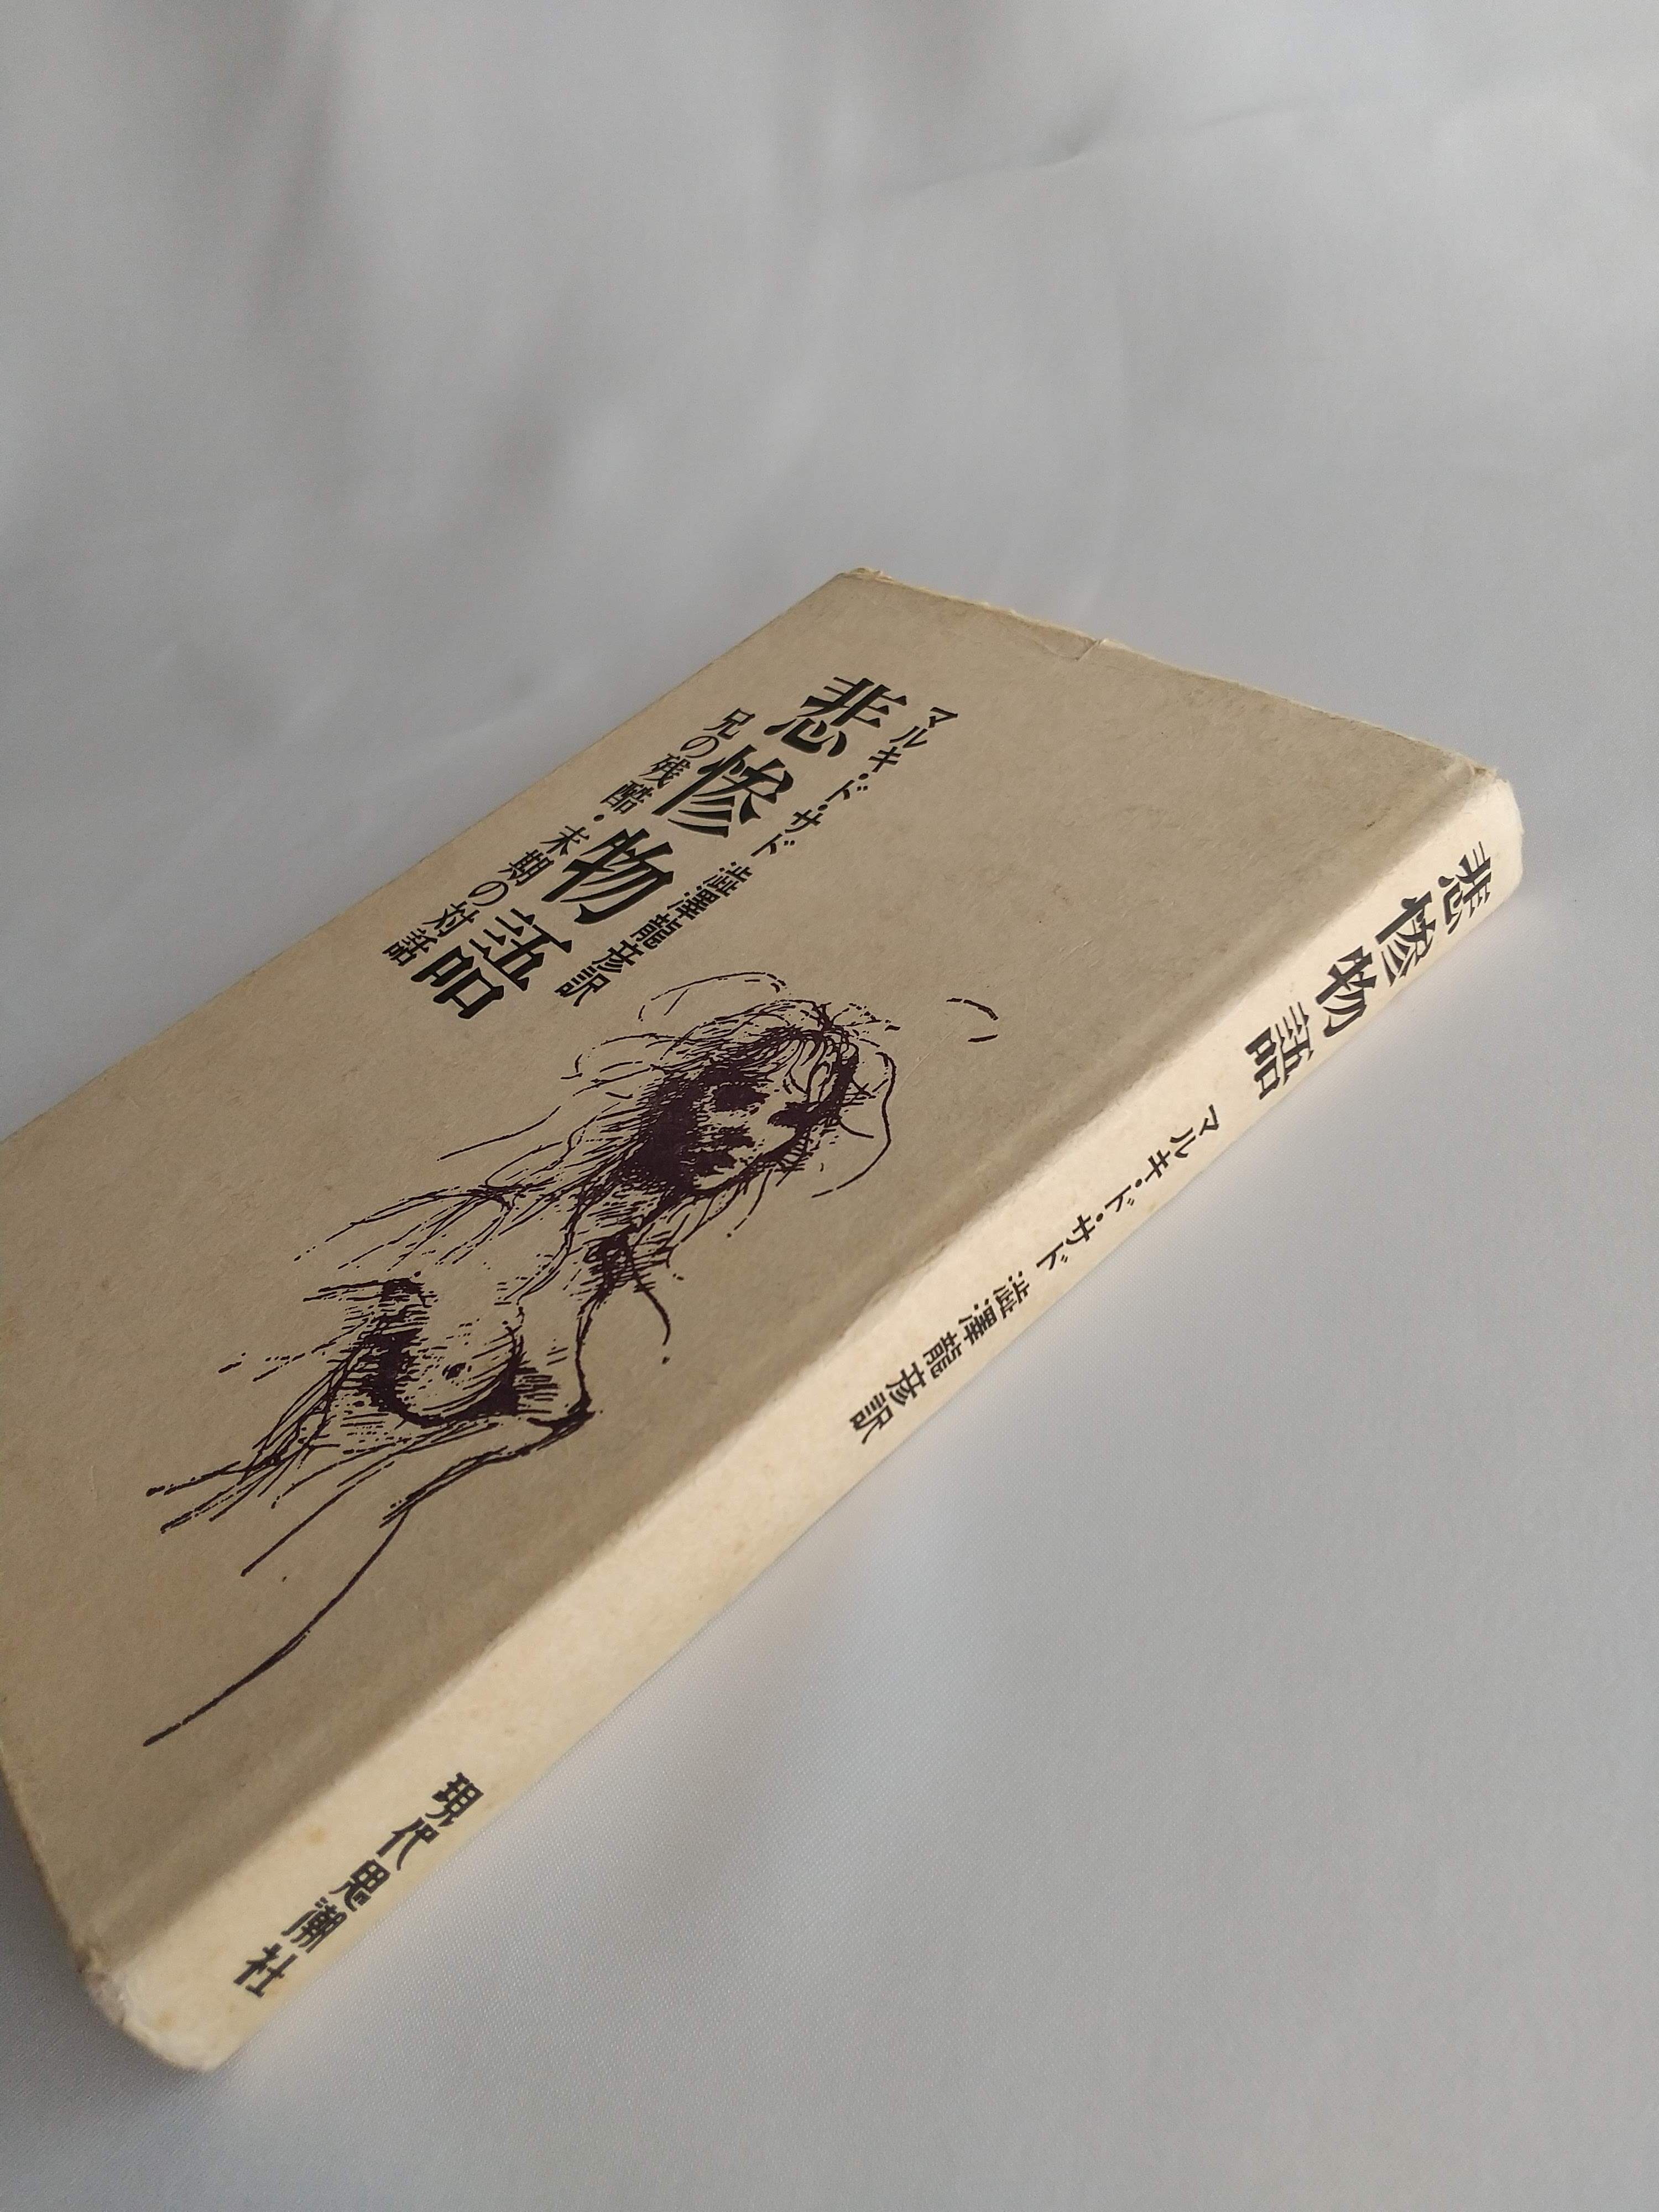 マルキ・ド・サド 澁澤龍彦訳
悲惨物語
兄の残酷・末期の対話
悲惨物語 マルキ・ド・サド 澁澤龍彦訳
現代思潮社